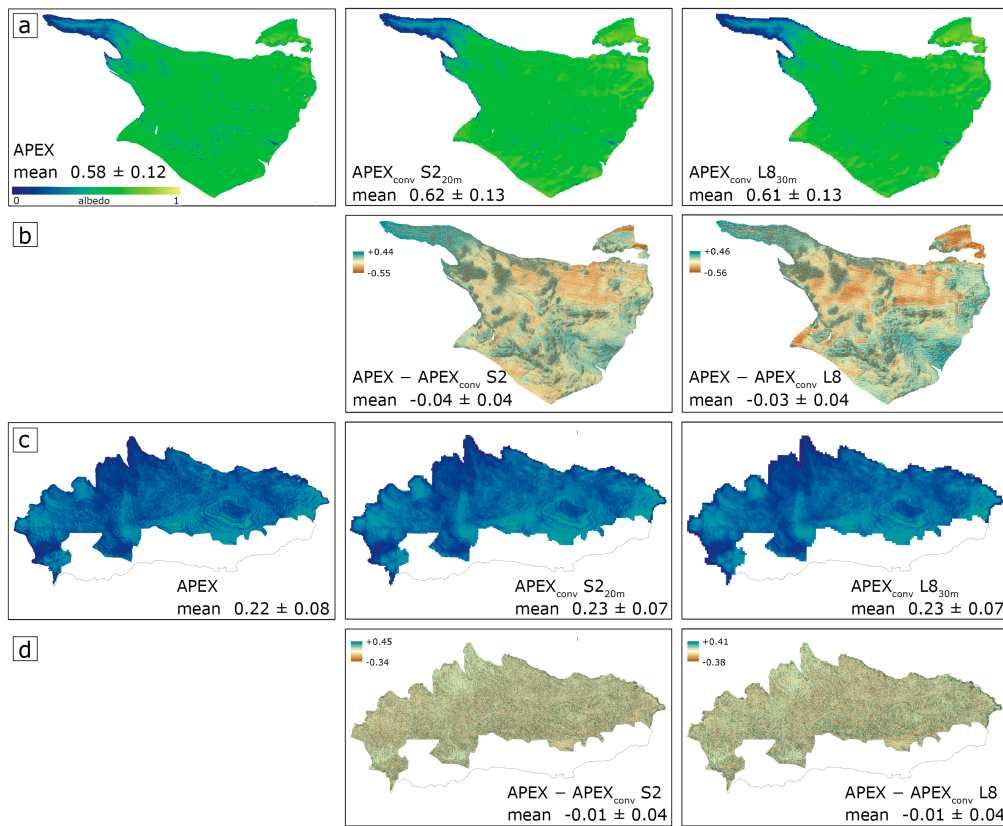 a
APEX
mean 0.58 ± 0.12
0 albedo 1
APEXconv S220m
mean 0.62 ± 0.13
APEXconv L830m
mean 0.61 ± 0.13
b
+0.44
-0.55
APEX – APEXconv S2
mean -0.04 ± 0.04
+0.46
-0.56
APEX – APEXconv L8
mean -0.03 ± 0.04
c
APEX
mean 0.22 ± 0.08
APEXconv S220m
mean 0.23 ± 0.07
APEXconv L830m
mean 0.23 ± 0.07
d
+0.45
-0.34
APEX – APEXconv S2
mean -0.01 ± 0.04
+0.41
-0.38
APEX – APEXconv L8
mean -0.01 ± 0.04